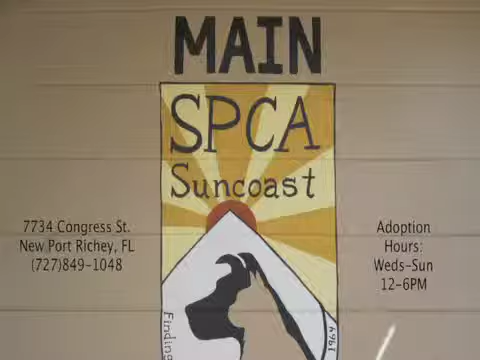 MAIN
SPCA
Suncoast
7734 Congress St.
New Port Richey, FL
(727)849-1048
Adoption
Hours:
Weds-Sun
12-6PM
Finding
1969